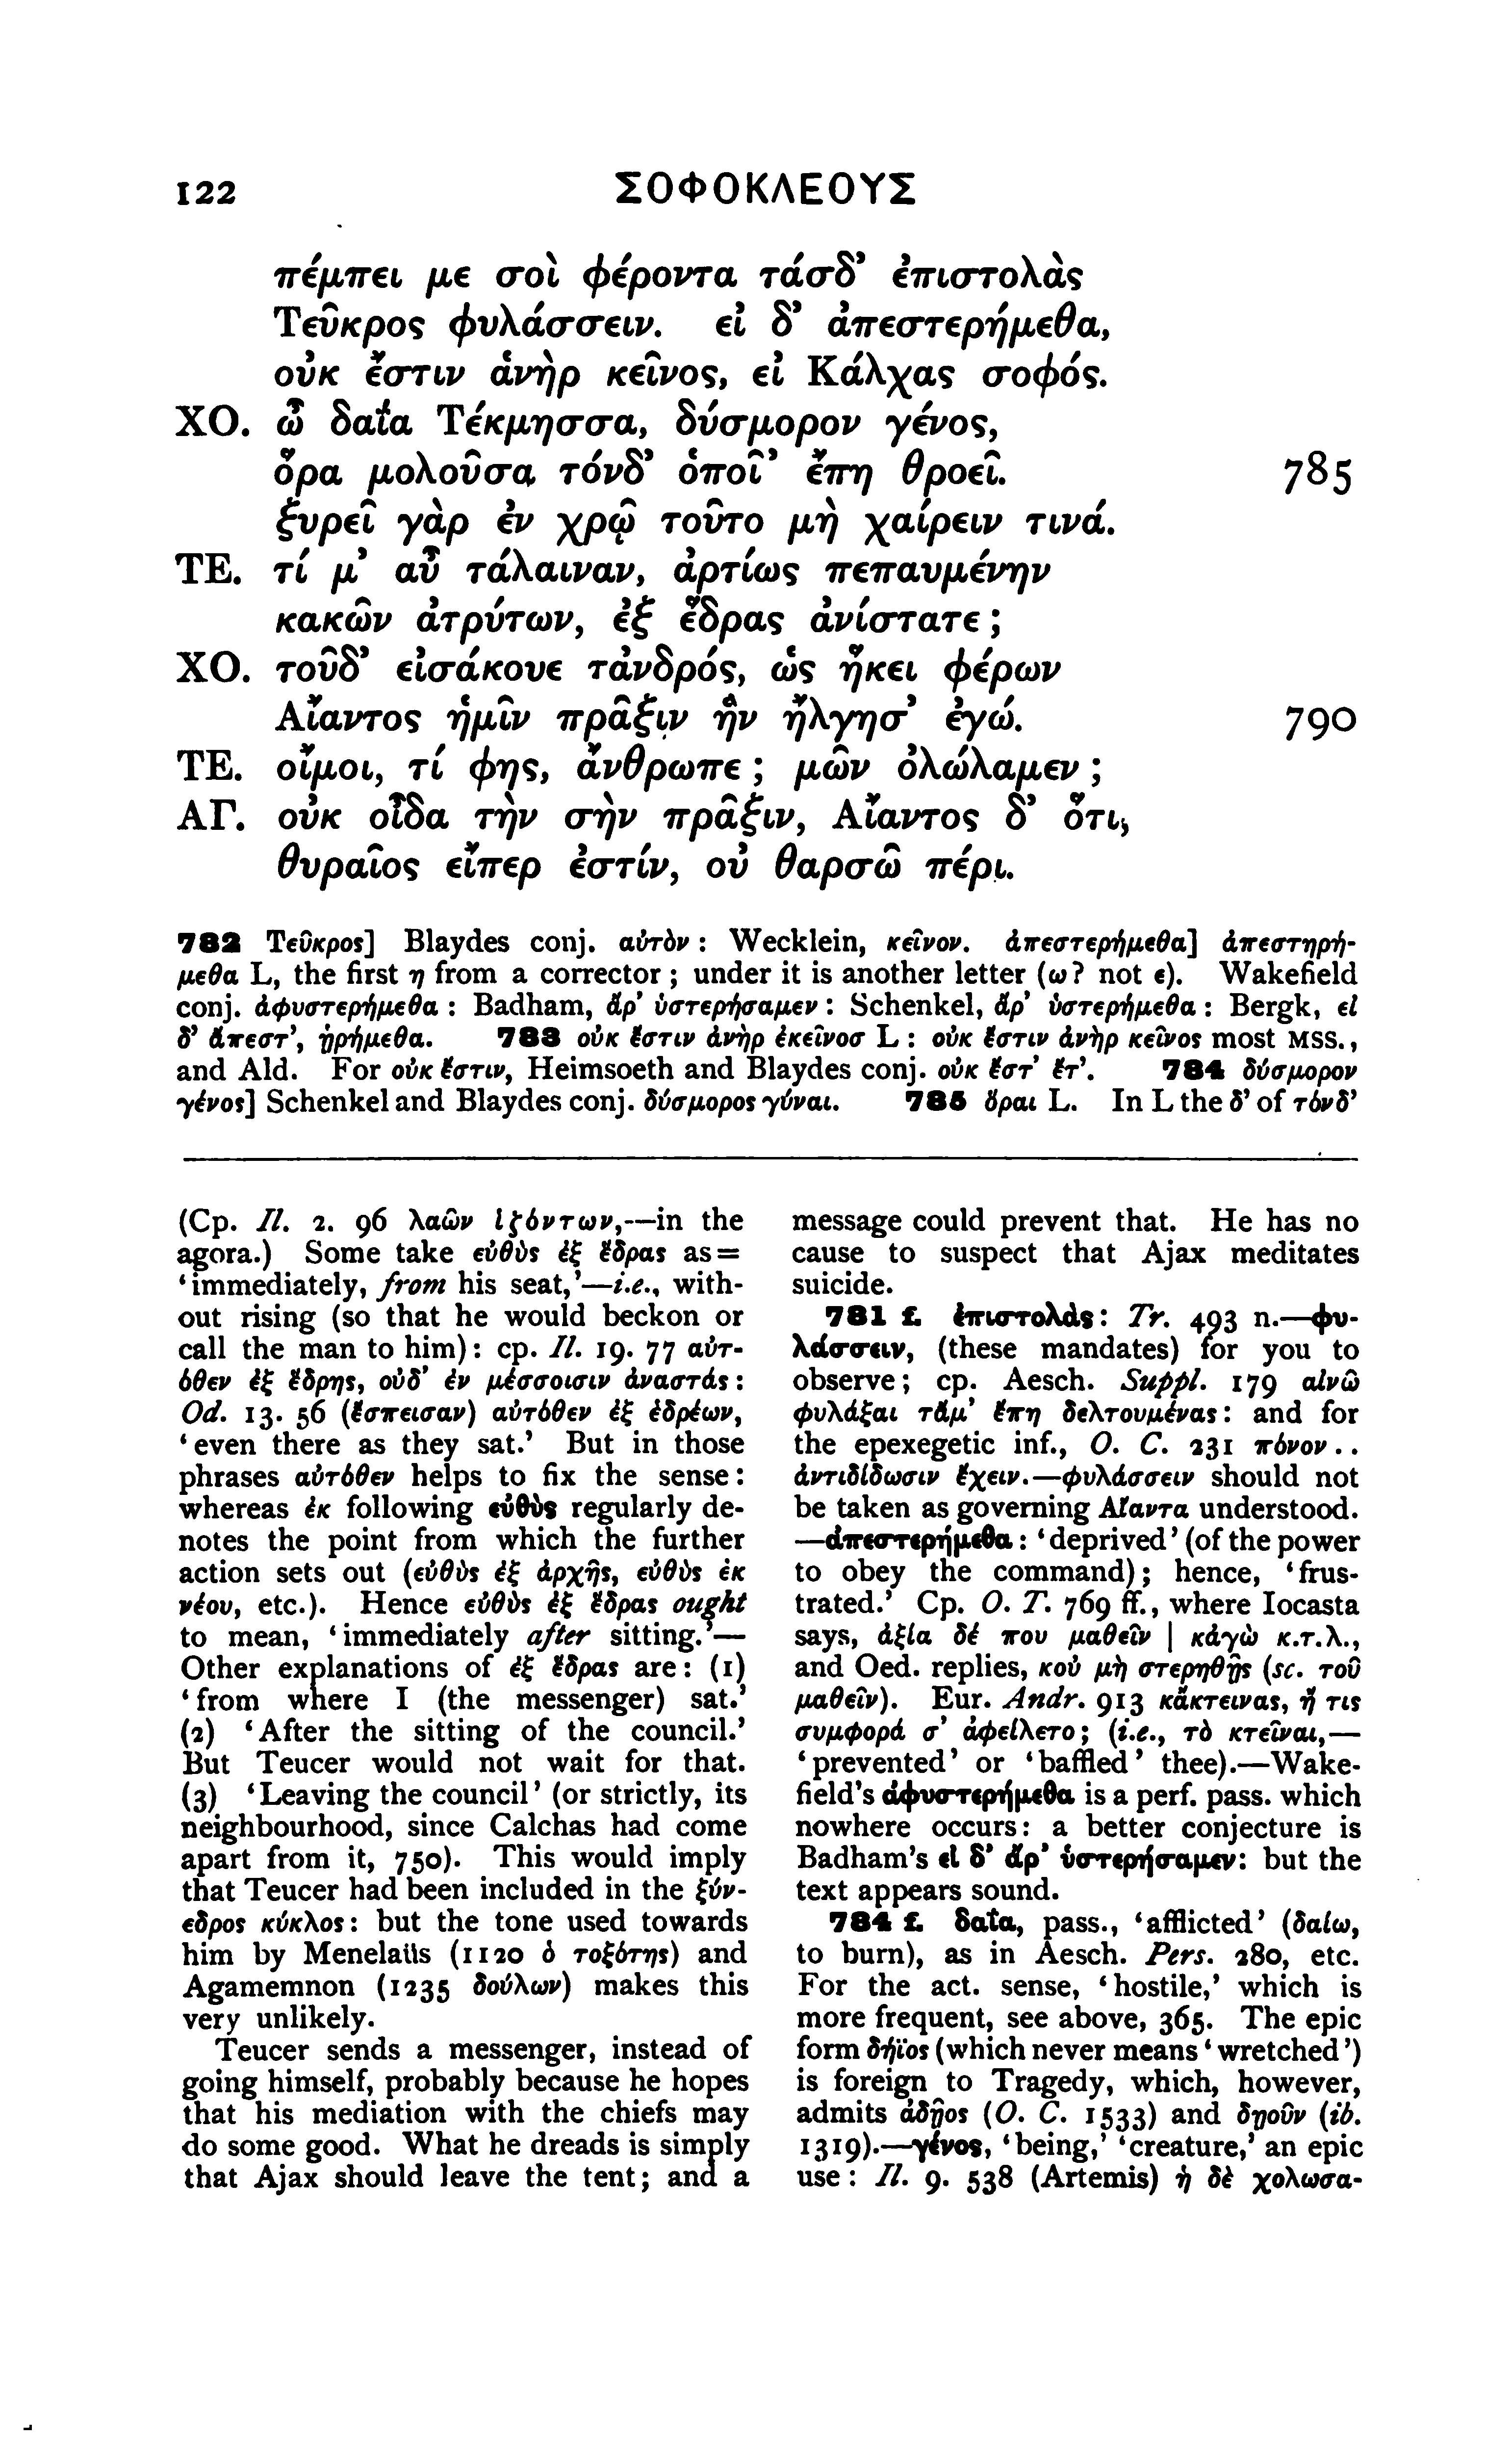 122
ΣΟΦΟΚΛΕΟΥΣ
πέμπει με σοὶ φέροντα τάσδ’ ἐπιστολὰς
Τεῦκρος φυλάσσειν. εἰ δ’ ἀπεστερήμεθα,
οὐκ ἔστιν ἁνὴρ κεῖνος, εἰ Κάλχας σοφός.
ΧΟ. ὦ δαΐα Τέκμησσα, δύσμορον γένος,
ὅρα μολοῦσα τόνδ’ ὁποῖ’ ἔπη θροεῖ. 785
ξυρεῖ γὰρ ἐν χρῷ τοῦτο μὴ χαίρειν τινά.
ΤΕ. τί μ’ αὖ τάλαιναν, ἀρτίως πεπαυμένην
κακῶν ἀτρύτων, ἐξ ἕδρας ἀνίστατε;
ΧΟ. τοῦδ’ εἰσάκουε τἀνδρός, ὡς ἥκει φέρων
Αἴαντος ἡμῖν πρᾶξιν ἣν ἤλγησ’ ἐγώ. 790
ΤΕ. οἴμοι, τί φης, ἄνθρωπε; μῶν ὀλώλαμεν;
ΑΓ. οὐκ οἶδα τὴν σὴν πρᾶξιν, Αἴαντος δ’ ὅτι,
θυραῖος εἴπερ ἐστίν, οὐ θαρσῶ πέρι.
782 Τεῦκρος] Blaydes conj. αὐτὸν: Wecklein, κεῖνον. ἀπεστερήμεθα] ἀπεστηρή-
μεθα L, the first η from a corrector; under it is another letter (ω? not ε). Wakefield
conj. ἀφυστερήμεθα: Badham, ἄρ’ ὑστερήσαμεν: Schenkel, ἄρ’ ὑστερήμεθα: Bergk, εἰ
δ’ ἄπεστ’, ᾑρήμεθα. 783 οὐκ ἔστιν ἀνὴρ ἐκεῖνοσ L: οὐκ ἔστιν ἀνὴρ κεῖνος most MSS.,
and Ald. For οὐκ ἔστιν, Heimsoeth and Blaydes conj. οὐκ ἔστ’ ἔτ’. 784 δύσμορον
γένος] Schenkel and Blaydes conj. δύσμορος γύναι. 785 ὅραι L. In L the δ’ of τόνδ’
(Cp. Il. 2. 96 λαῶν ἱζόντων,—in the
agora.) Some take εὐθὺς ἐξ ἕδρας as=
‘immediately, from his seat,’—i.e., with-
out rising (so that he would beckon or
call the man to him): cp. Il. 19. 77 αὐτ-
όθεν ἐξ ἕδρης, οὐδ’ ἐν μέσσοισιν ἀναστάς:
Od. 13. 56 (ἔσπεισαν) αὐτόθεν ἐξ ἑδρέων,
‘even there as they sat.’ But in those
phrases αὐτόθεν helps to fix the sense:
whereas ἐκ following εὐθὺς regularly de-
notes the point from which the further
action sets out (εὐθὺς ἐξ ἀρχῆς, εὐθὺς ἐκ
νέου, etc.). Hence εὐθὺς ἐξ ἕδρας ought
to mean, ‘immediately after sitting.’—
Other explanations of ἐξ ἕδρας are: (1)
‘from where I (the messenger) sat.’
(2) ‘After the sitting of the council.’
But Teucer would not wait for that.
(3) ‘Leaving the council’ (or strictly, its
neighbourhood, since Calchas had come
apart from it, 750). This would imply
that Teucer had been included in the ξύν-
εδρος κύκλος: but the tone used towards
him by Menelaüs (1120 ὁ τοξότης) and
Agamemnon (1235 δούλων) makes this
very unlikely.
Teucer sends a messenger, instead of
going himself, probably because he hopes
that his mediation with the chiefs may
do some good. What he dreads is simply
that Ajax should leave the tent; and a
message could prevent that. He has no
cause to suspect that Ajax meditates
suicide.
781 f. ἐπιστολάς: Tr. 493 n.—φυ-
λάσσειν, (these mandates) for you to
observe; cp. Aesch. Suppl. 179 αἰνῶ
φυλάξαι τἄμ’ ἔπη δελτουμένας: and for
the epexegetic inf., O. C. 231 πόνον..
ἀντιδίδωσιν ἔχειν.—φυλάσσειν should not
be taken as governing Αἴαντα understood.
—ἀπεστερήμεθα: ‘deprived’ (of the power
to obey the command); hence, ‘frus-
trated.’ Cp. O. T. 769 ff., where Iocasta
says, ἀξία δέ που μαθεῖν | κἀγὼ κ.τ.λ.,
and Oed. replies, κοὐ μὴ στερηθῇς (sc. τοῦ
μαθεῖν). Eur. Andr. 913 κἄκτεινας, ἤ τις
συμφορά σ’ ἀφείλετο; (i.e., τὸ κτεῖναι,—
‘prevented’ or ‘baffled’ thee).—Wake-
field's ἀφυστερήμεθα is a perf. pass. which
nowhere occurs: a better conjecture is
Badham's εἰ δ’ ἄρ’ ὑστερήσαμεν: but the
text appears sound.
784 f. δαΐα, pass., ‘afflicted’ (δαίω,
to burn), as in Aesch. Pers. 280, etc.
For the act. sense, ‘hostile,’ which is
more frequent, see above, 365. The epic
form δήϊος (which never means ‘wretched’)
is foreign to Tragedy, which, however,
admits ἀδῇος (O. C. 1533) and δῃοῦν (ib.
1319).—γένος, ‘being,’ ‘creature,’ an epic
use: Il. 9. 538 (Artemis) ἡ δὲ χολωσα-